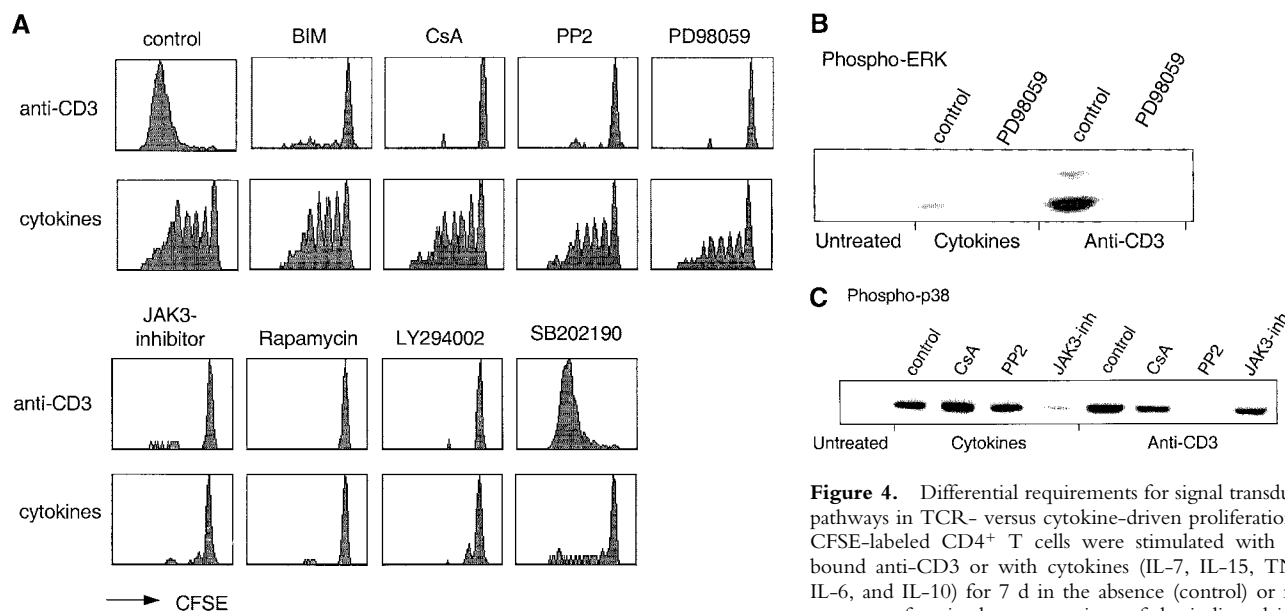 A
control BIM CsA PP2 PD98059
anti-CD3
cytokines
JAK3-
inhibitor Rapamycin LY294002 SB202190
anti-CD3
cytokines
CFSE
B
Phospho-ERK
control PD98059 control PD98059
Untreated Cytokines Anti-CD3
C Phospho-p38
control CsA PP2 JAK3-inh control CsA PP2 JAK3-inh
Untreated Cytokines Anti-CD3
Figure 4. Differential requirements for signal transdu
pathways in TCR- versus cytokine-driven proliferation
CFSE-labeled CD4+ T cells were stimulated with
bound anti-CD3 or with cytokines (IL-7, IL-15, TN
IL-6, and IL-10) for 7 d in the absence (control) or